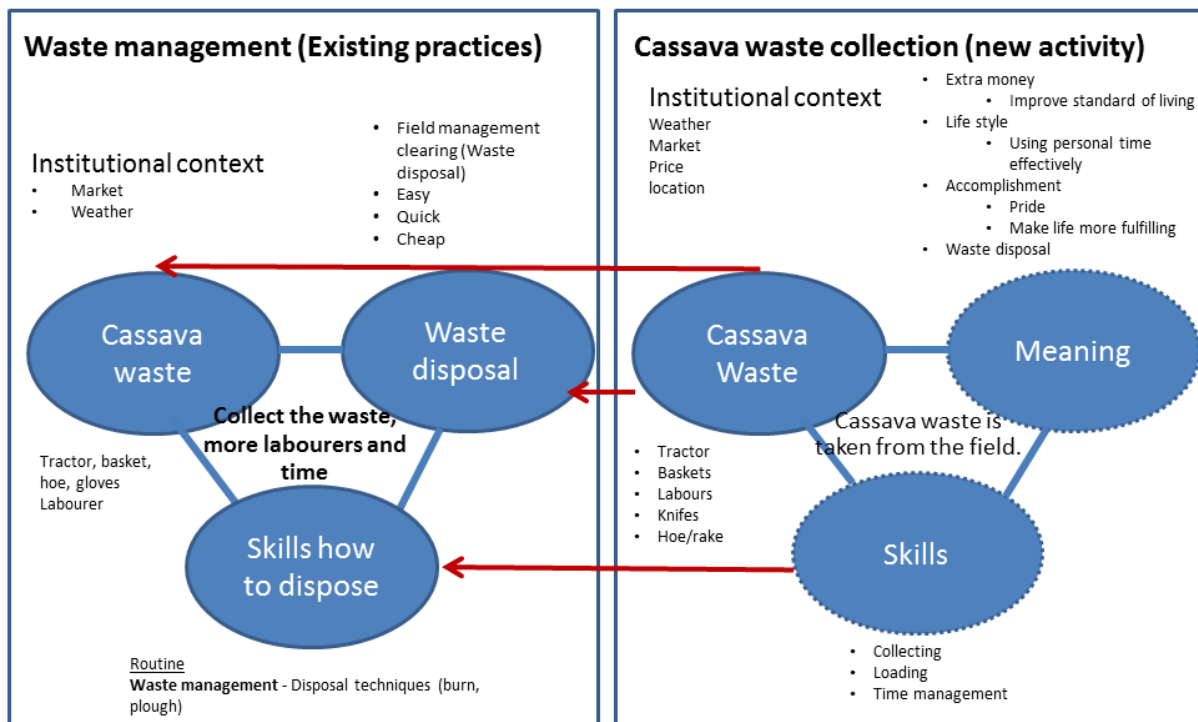 Waste management (Existing practices)
Institutional context
• Market
• Weather
• Field management
clearing (Waste
disposal)
• Easy
• Quick
• Cheap
Cassava
waste
Waste
disposal
Collect the waste,
more labourers and
time
Tractor, basket,
hoe, gloves
Labourer
Skills how
to dispose
Routine
Waste management - Disposal techniques (burn,
plough)
Cassava waste collection (new activity)
Institutional context
Weather
Market
Price
location
• Extra money
• Improve standard of living
• Life style
• Using personal time
effectively
• Accomplishment
• Pride
• Make life more fulfilling
• Waste disposal
Cassava
Waste
Meaning
Cassava waste is
taken from the field.
• Tractor
• Baskets
• Labours
• Knifes
• Hoe/rake
Skills
• Collecting
• Loading
• Time management